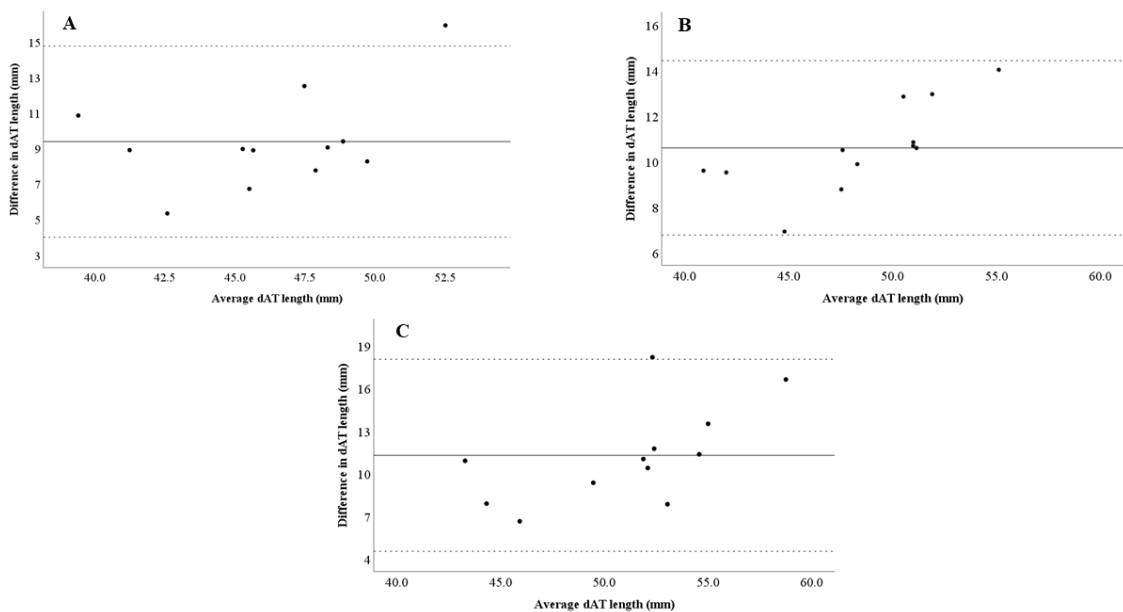 A
Difference in dAT length (mm)
15
13
11
9
7
5
3
40.0 42.5 45.0 47.5 50.0 52.5
Average dAT length (mm)
B
Difference in dAT length (mm)
16
14
12
10
8
6
40.0 45.0 50.0 55.0 60.0
Average dAT length (mm)
C
Difference in dAT length (mm)
19
16
13
10
7
4
40.0 45.0 50.0 55.0 60.0
Average dAT length (mm)